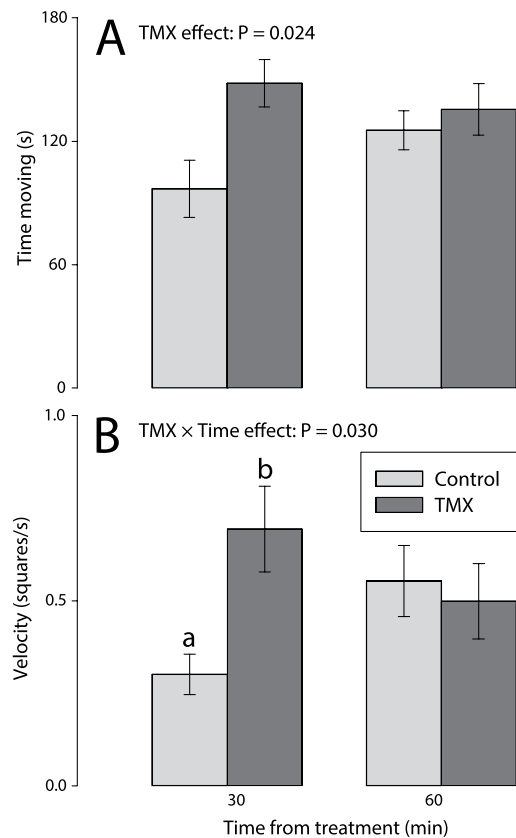 180
A TMX effect: P = 0.024
120
Time moving (s)
60
0
1.0
B TMX × Time effect: P = 0.030
b
Control
TMX
Velocity (squares/s)
0.5
a
0.0
30 60
Time from treatment (min)